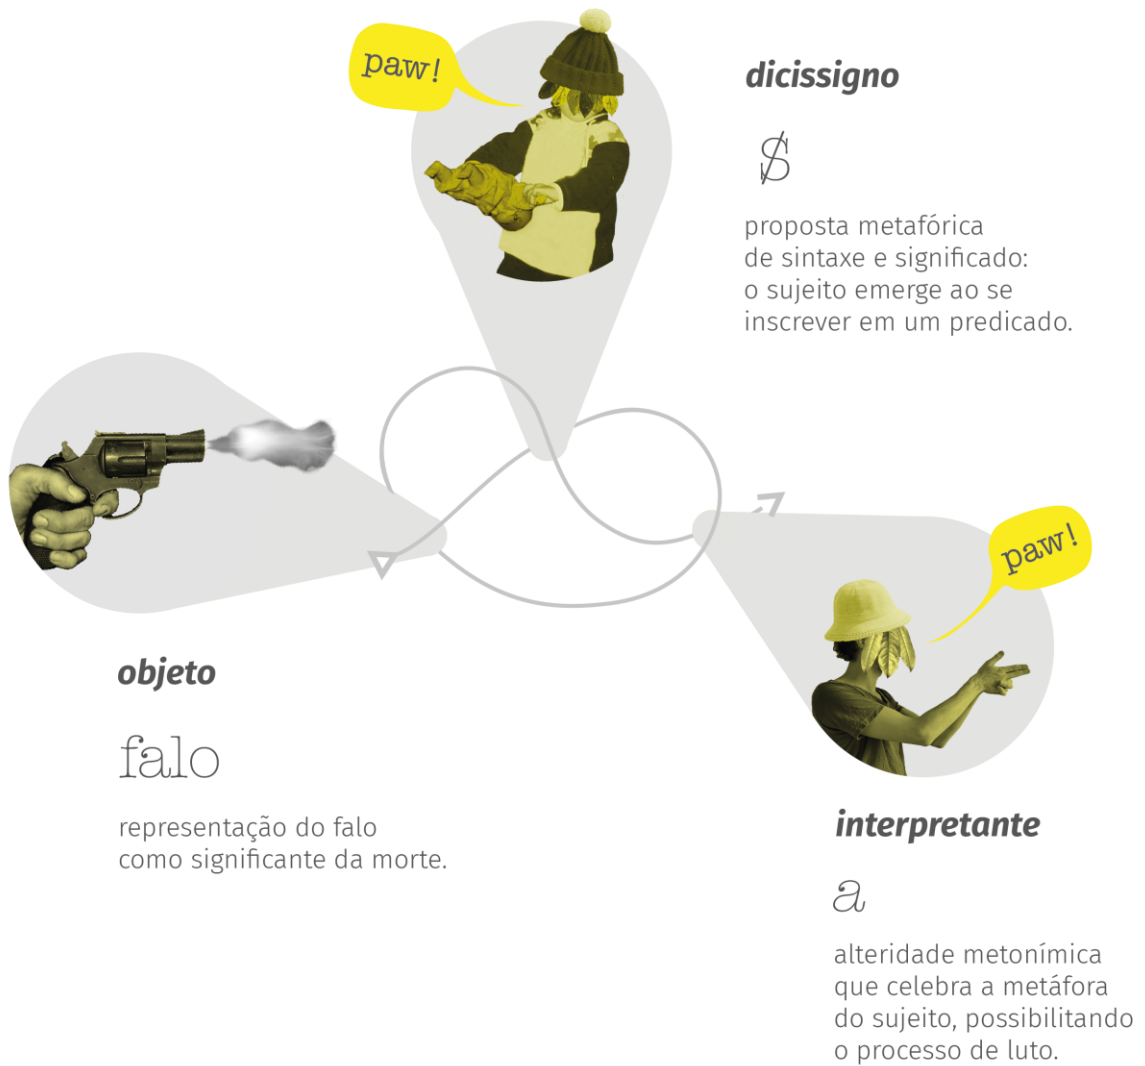 paw!
dicissigno
$
proposta metafórica
de sintaxe e significado:
o sujeito emerge ao se
inscrever em um predicado.
objeto
falo
representação do falo
como significante da morte.
paw!
interpretante
a
alteridade metonímica
que celebra a metáfora
do sujeito, possibilitando
o processo de luto.